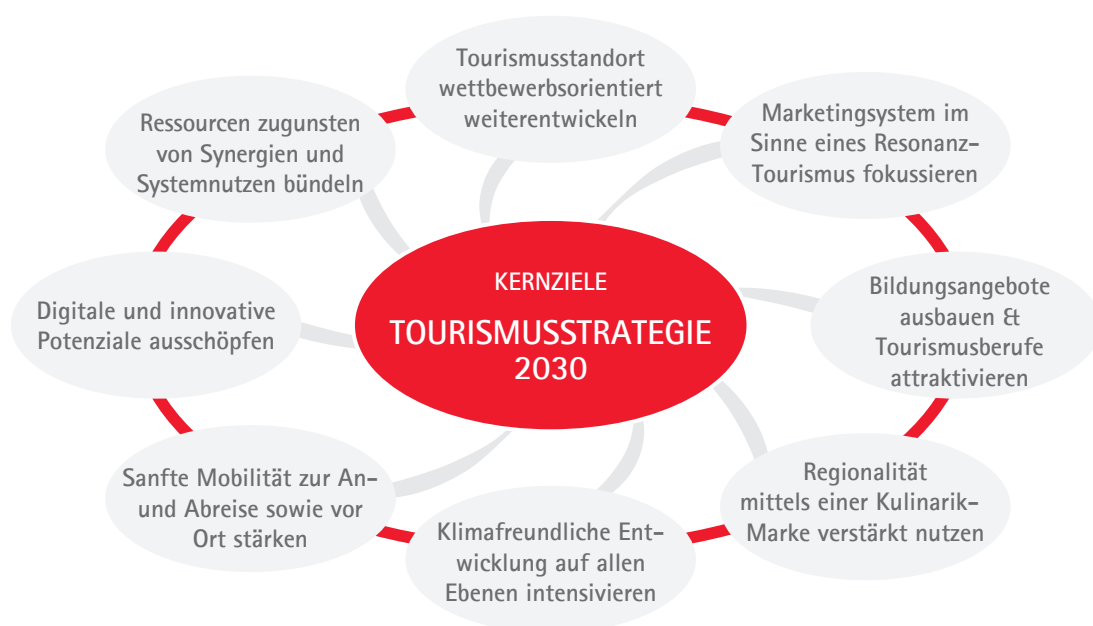 Tourismusstandort
wettbewerbsorientiert
weiterentwickeln
Marketingsystem im
Sinne eines Resonanz-
Tourismus fokussieren
Bildungsangebote
ausbauen &
Tourismusberufe
attraktivieren
Regionalität
mittels einer Kulinarik-
Marke verstärkt nutzen
Klimafreundliche Ent-
wicklung auf allen
Ebenen intensivieren
Sanfte Mobilität zur An-
und Abreise sowie vor
Ort stärken
Digitale und innovative
Potenziale ausschöpfen
Ressourcen zugunsten
von Synergien und
Systemnutzen bündeln
KERNZIELE
TOURISMUSSTRATEGIE
2030